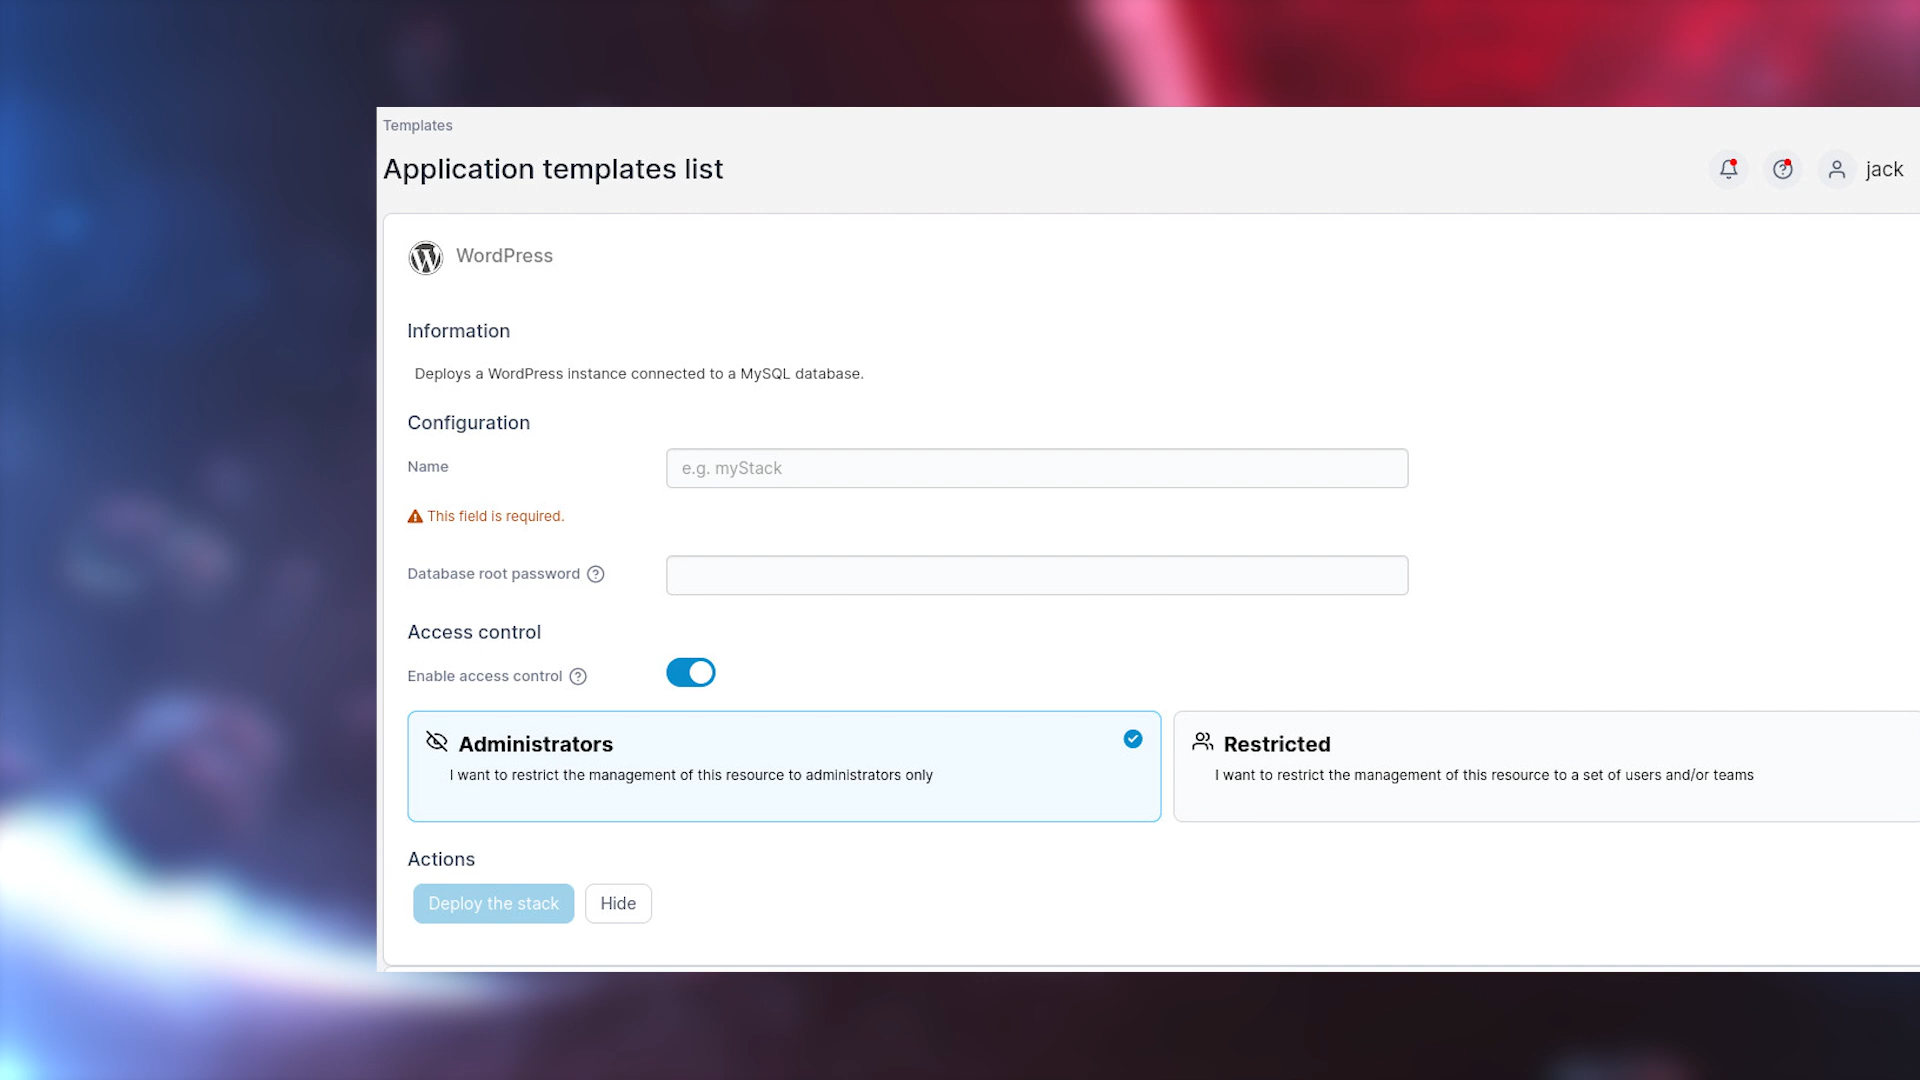 Templates
Application templates list
jack
WordPress
Information
Deploys a WordPress instance connected to a MySQL database.
Configuration
Name
e.g. myStack
This field is required.
Database root password
Access control
Enable access control
Administrators
I want to restrict the management of this resource to administrators only
Restricted
I want to restrict the management of this resource to a set of users and/or teams
Actions
Deploy the stack
Hide